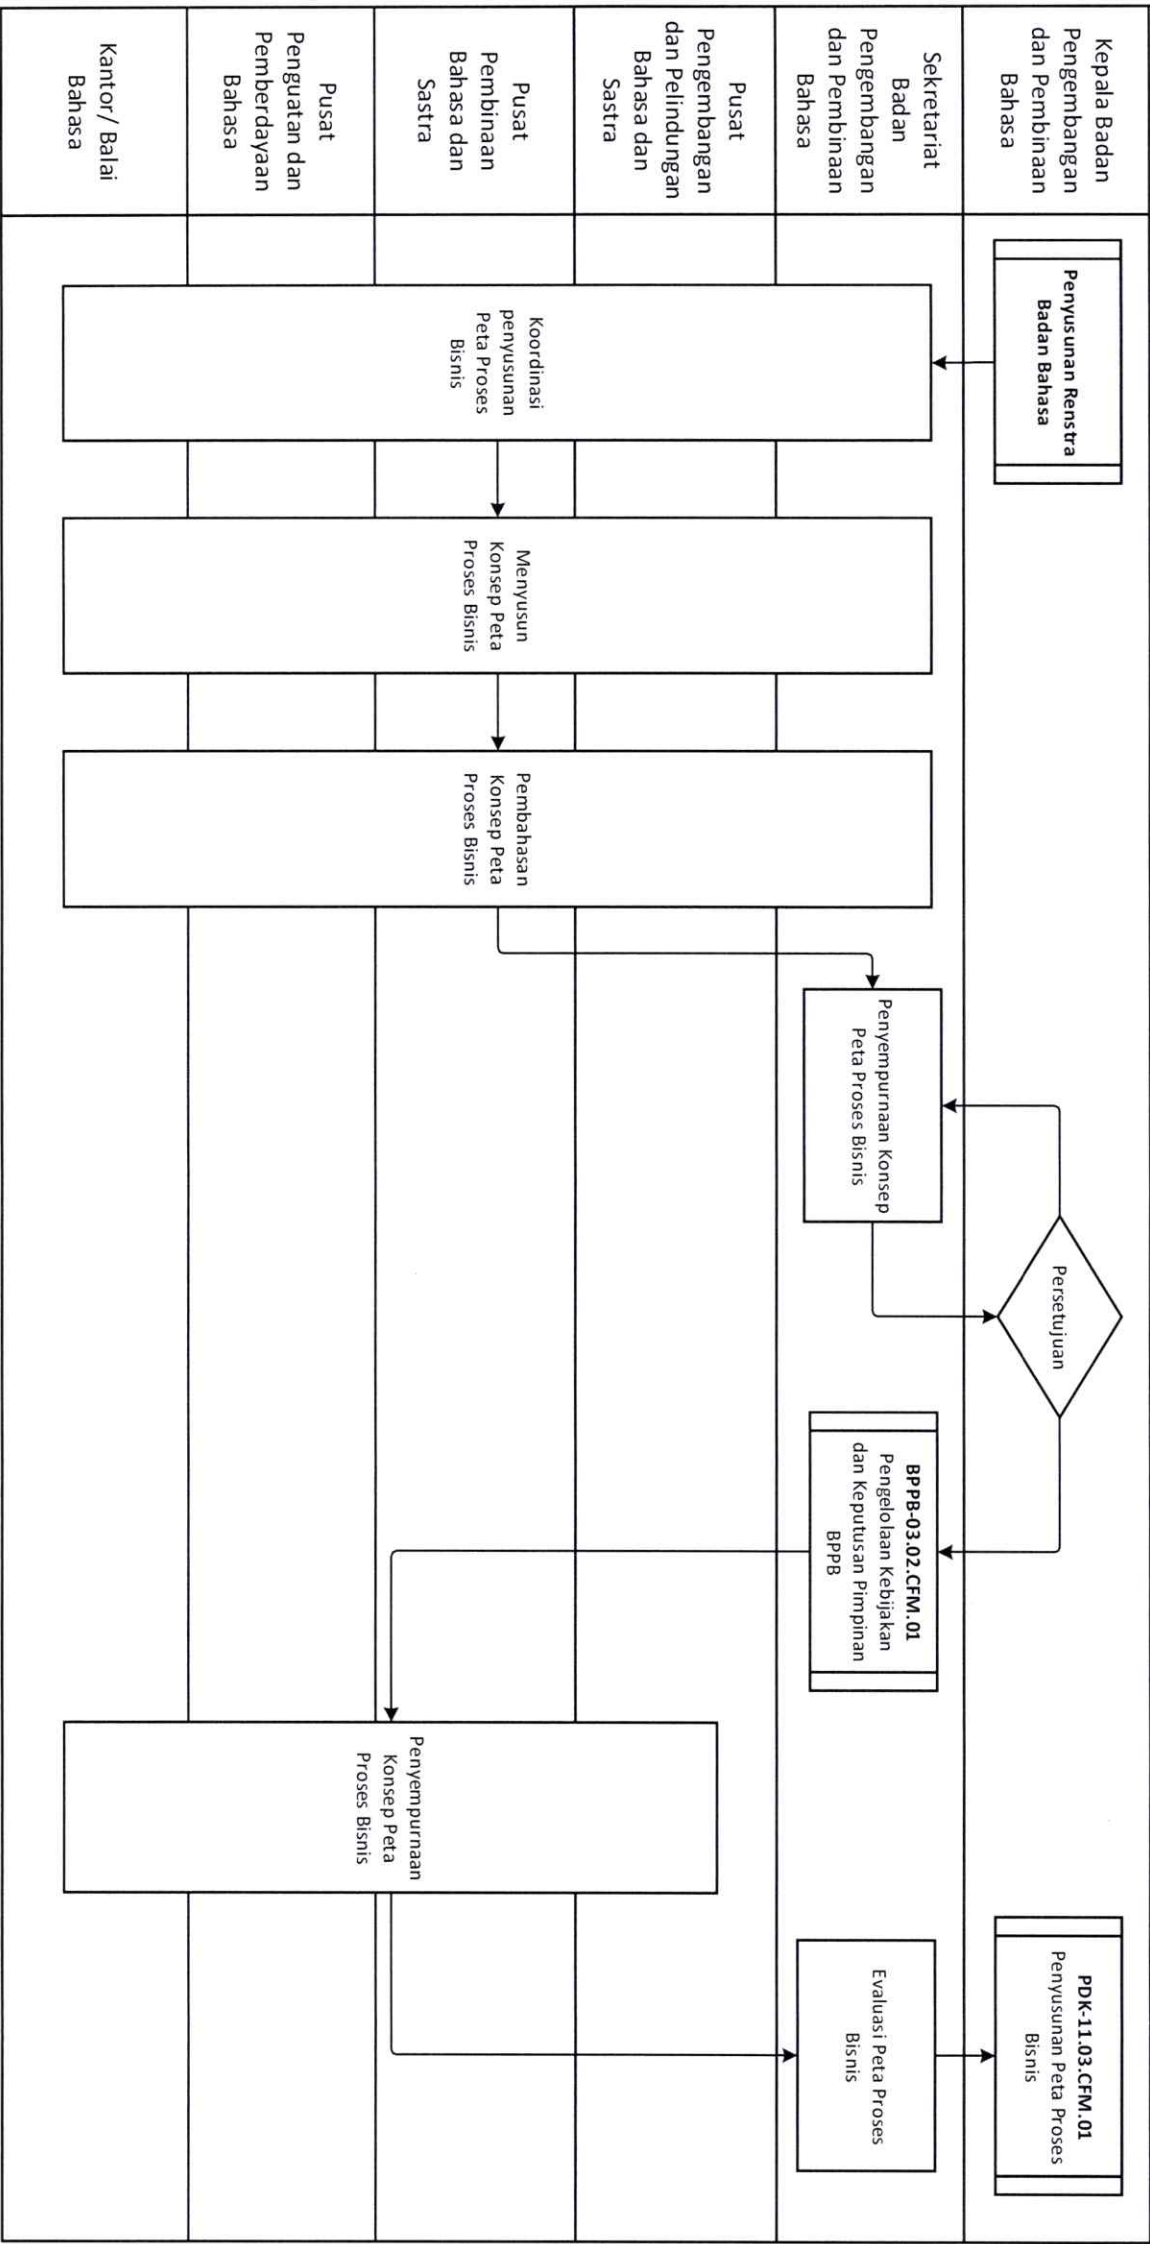 Kepala Badan
Pengembangan
dan Pembinaan
Bahasa
Sekretariat
Badan
Pengembangan
dan Pembinaan
Bahasa
Pusat
Pengembangan
dan Pelindungan
Bahasa dan
Sastra
Pusat
Pembinaan
Bahasa dan
Sastra
Pusat
Penguatan dan
Pemberdayaan
Bahasa
Kantor/ Balai
Bahasa
Penyusunan Renstra
Badan Bahasa
Koordinasi
penyusunan
Peta Proses
Bisnis
Menyusun
Konsep Peta
Proses Bisnis
Pembahasan
Konsep Peta
Proses Bisnis
Penyempurnaan Konsep
Peta Proses Bisnis
Persetujuan
BPPB-03.02.CFM.01
Pengelolaan Kebijakan
dan Keputusan Pimpinan
BPPB
Penyempurnaan
Konsep Peta
Proses Bisnis
Evaluasi Peta Proses
Bisnis
PDK-11.03.CFM.01
Penyusunan Peta Proses
Bisnis